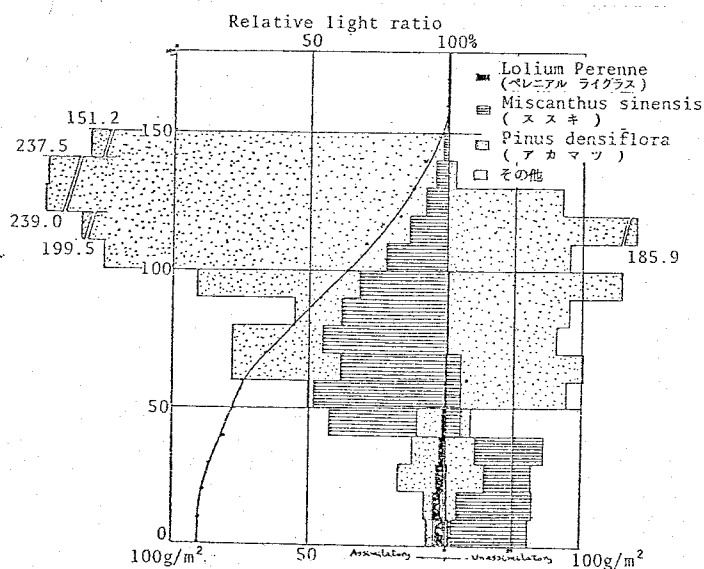 Relative light ratio
50 100%
Lolium Perenne
(ペレニアル ライグラス)
Miscanthus sinensis
(ススキ)
Pinus densiflora
(アカマツ)
その他
151.2
150
237.5
239.0
199.5
185.9
100
50
0
100g/m² 50 Assimilatory Unassimilatory 100g/m²